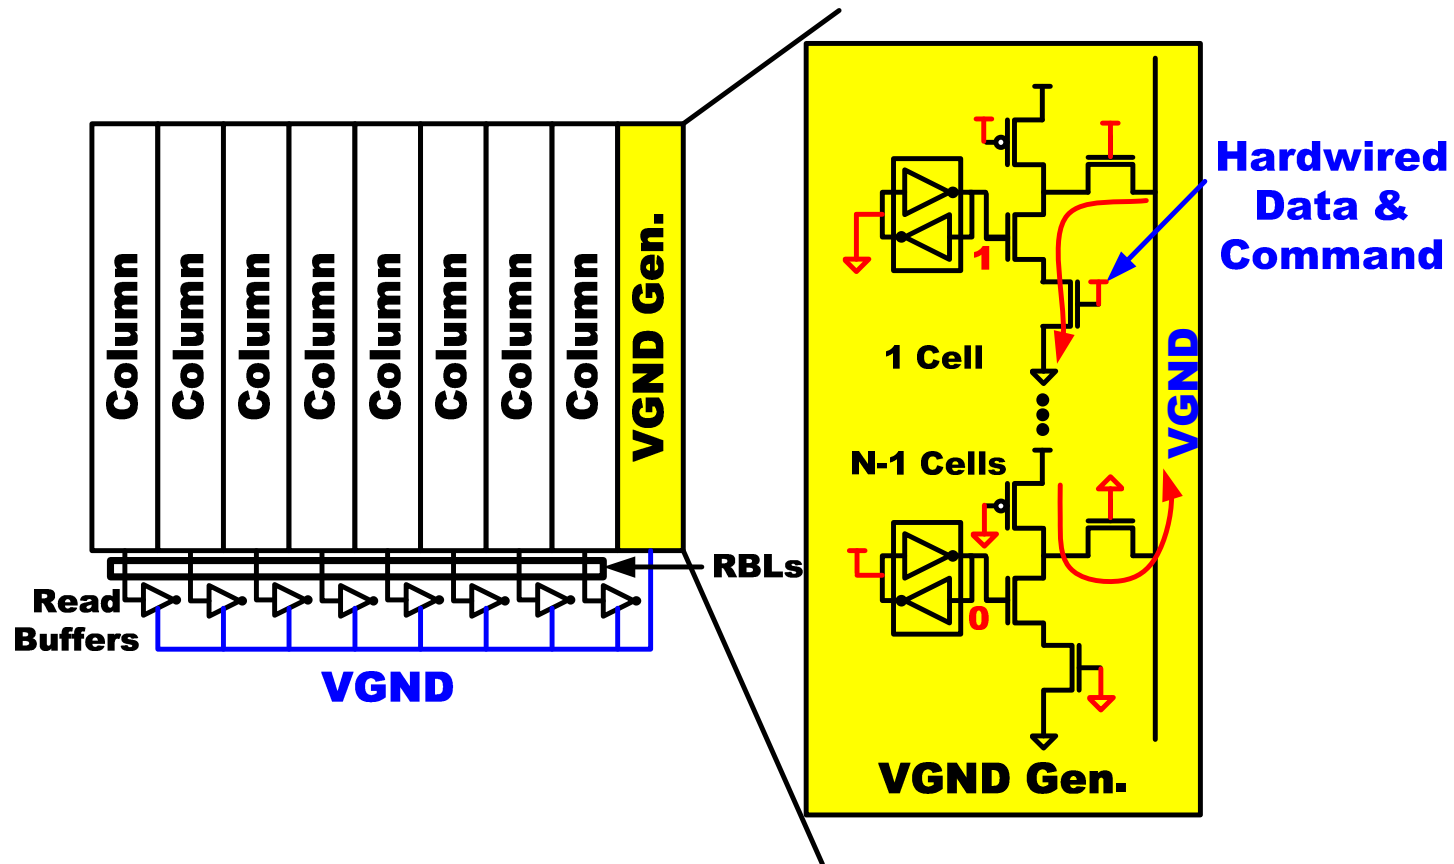 Column
Column
Column
Column
Column
Column
Column
Column
VGND Gen.
RBLs
Read
Buffers
VGND
1
1 Cell
N-1 Cells
0
VGND
VGND Gen.
Hardwired
Data &
Command